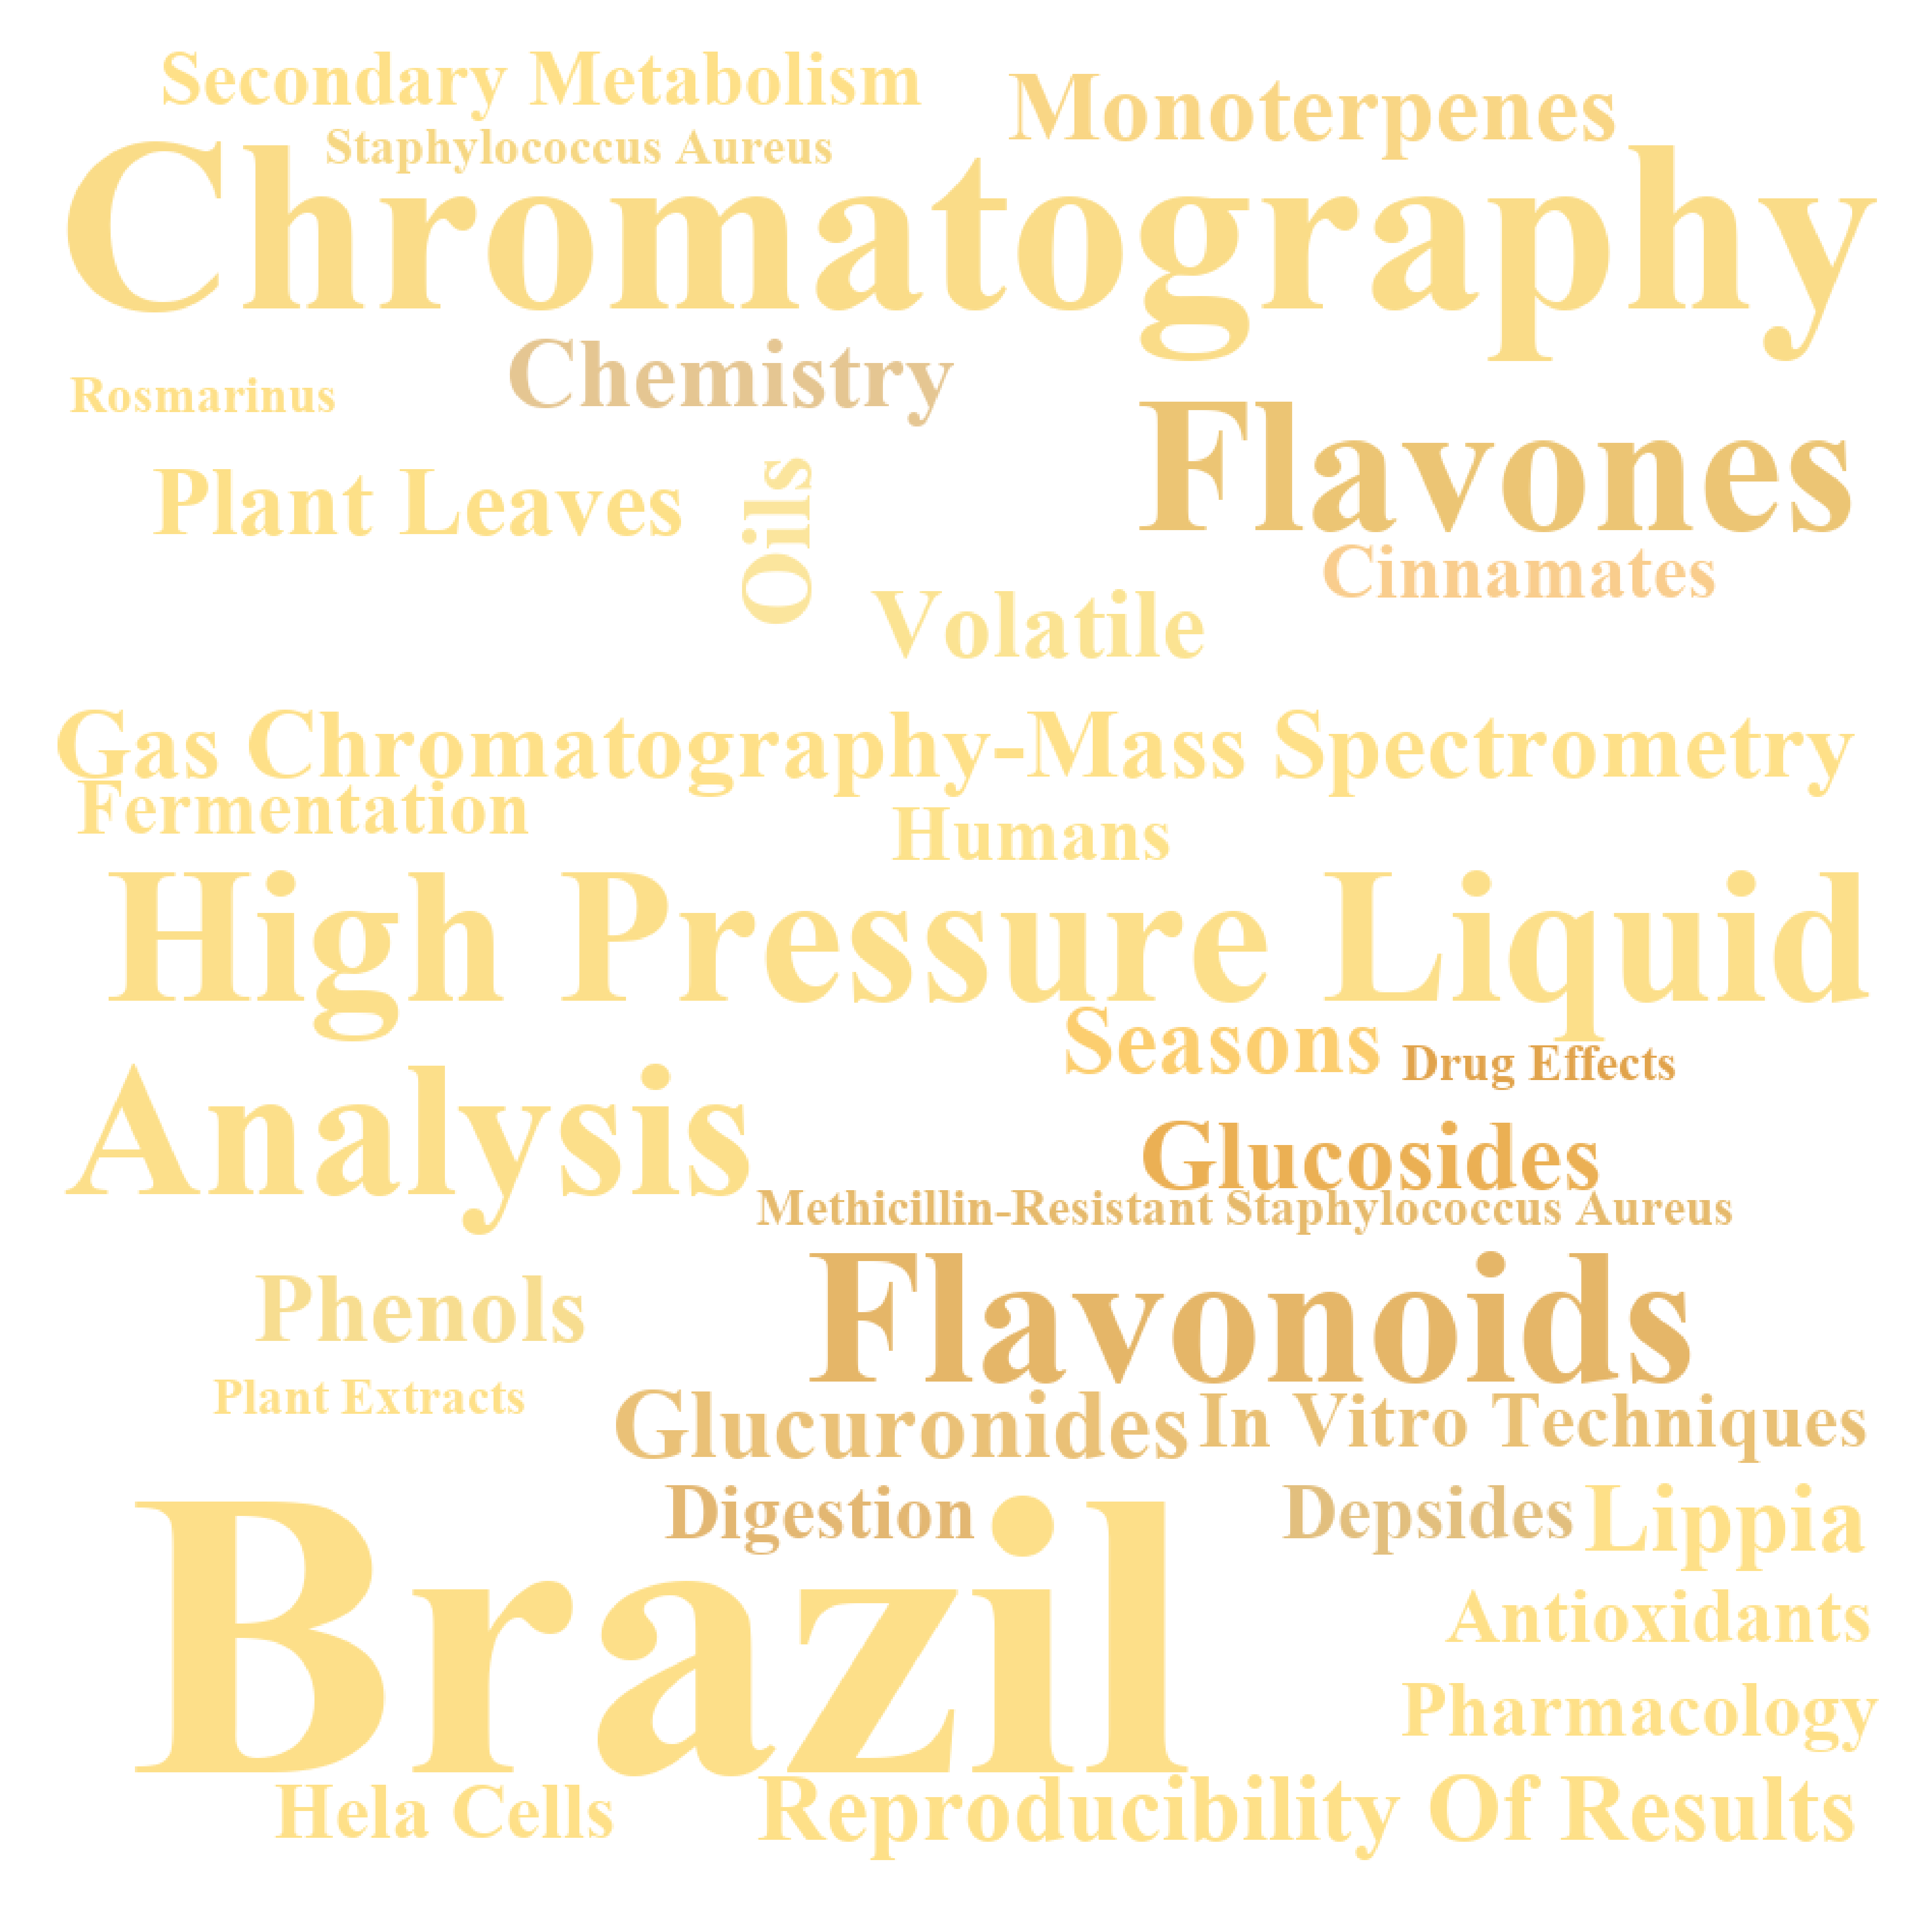 Secondary Metabolism
Monoterpenes
Staphylococcus Aureus
Chromatography
Chemistry
Rosmarinus
Flavones
Plant Leaves
Oils
Cinnamates
Volatile
Gas Chromatography-Mass Spectrometry
Fermentation
Humans
High Pressure Liquid
Seasons
Drug Effects
Analysis
Glucosides
Methicillin-Resistant Staphylococcus Aureus
Phenols
Flavonoids
Plant Extracts
Glucuronides
In Vitro Techniques
Digestion
Depsides
Lippia
Brazil
Antioxidants
Pharmacology
Hela Cells
Reproducibility Of Results